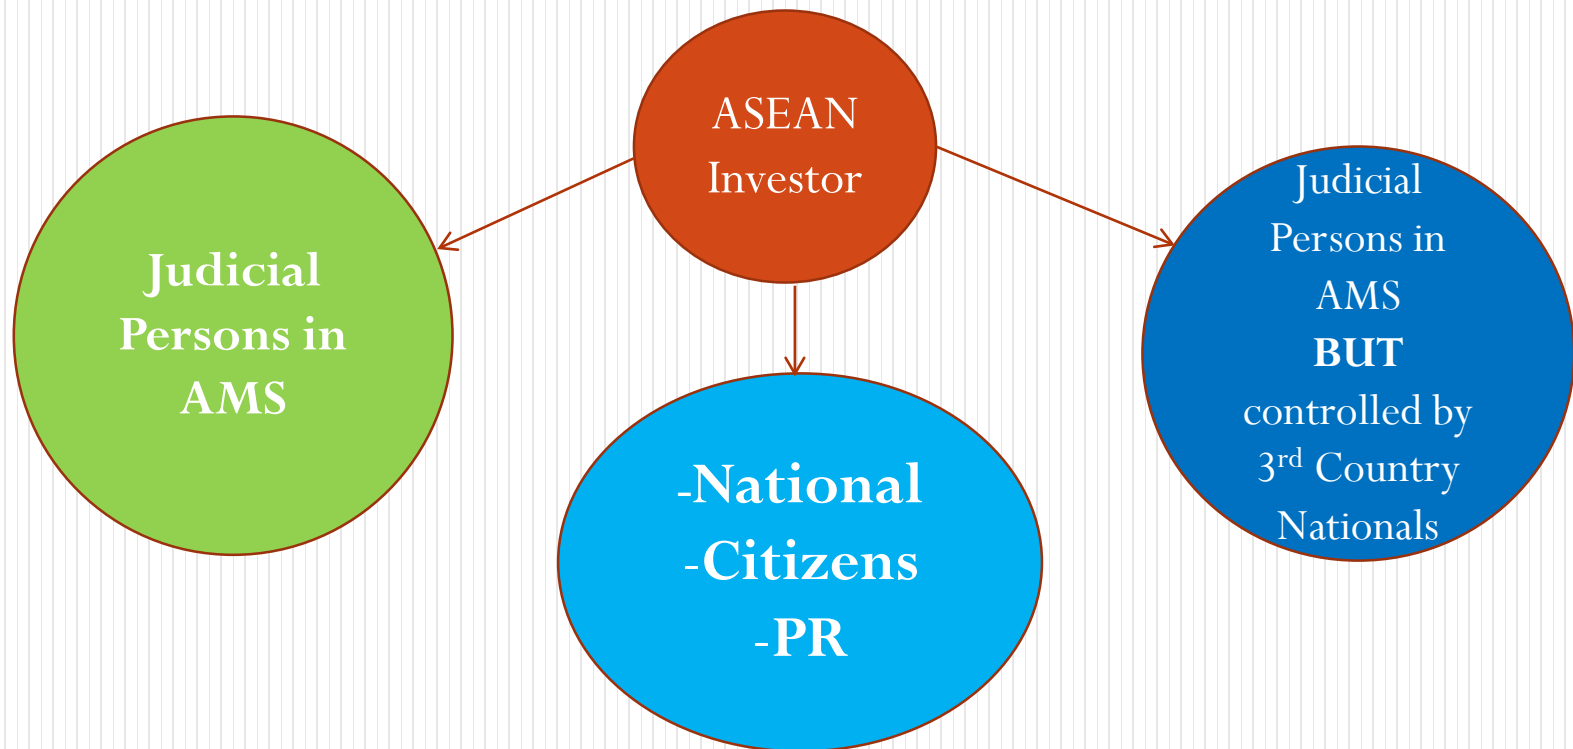 ASEAN
Investor
Judicial
Persons in
AMS
-National
-Citizens
-PR
Judicial
Persons in
AMS
BUT
controlled by
3rd Country
Nationals